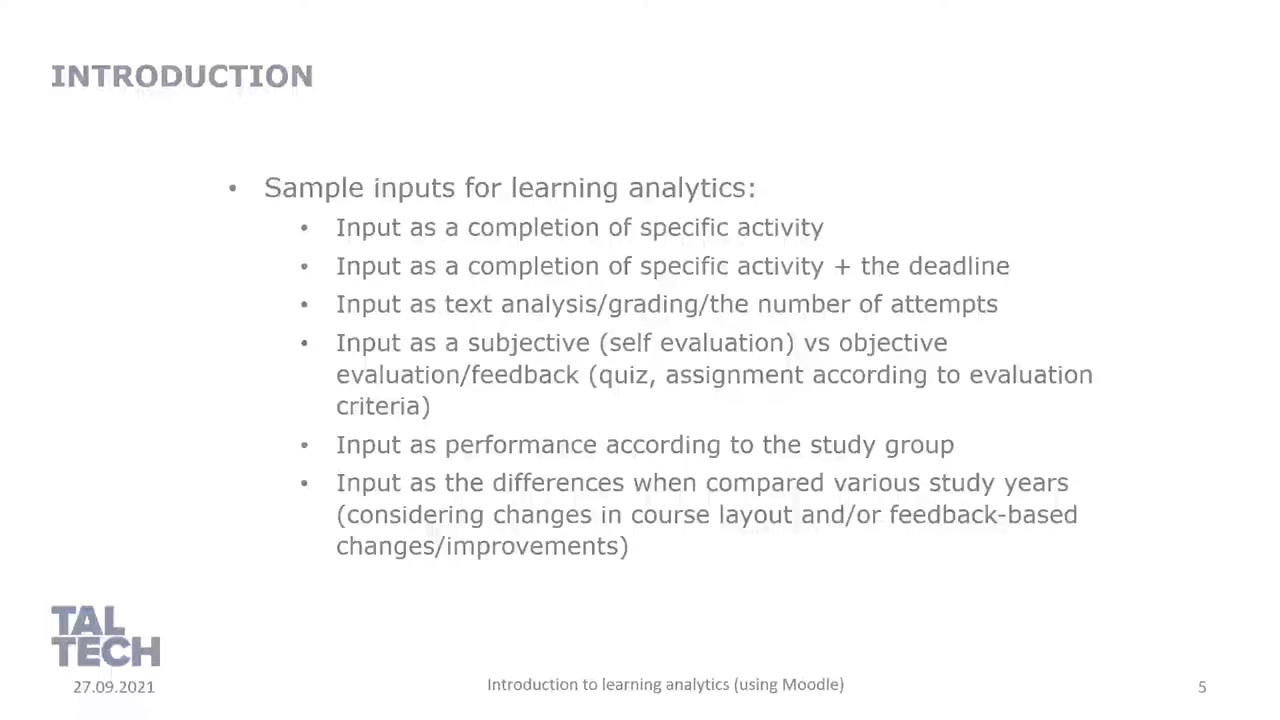 INTRODUCTION
• Sample inputs for learning analytics:
• Input as a completion of specific activity
• Input as a completion of specific activity + the deadline
• Input as text analysis/grading/the number of attempts
• Input as a subjective (self evaluation) vs objective
evaluation/feedback (quiz, assignment according to evaluation
criteria)
• Input as performance according to the study group
• Input as the differences when compared various study years
(considering changes in course layout and/or feedback-based
changes/improvements)
TAL
TECH
27.09.2021
Introduction to learning analytics (using Moodle)
5